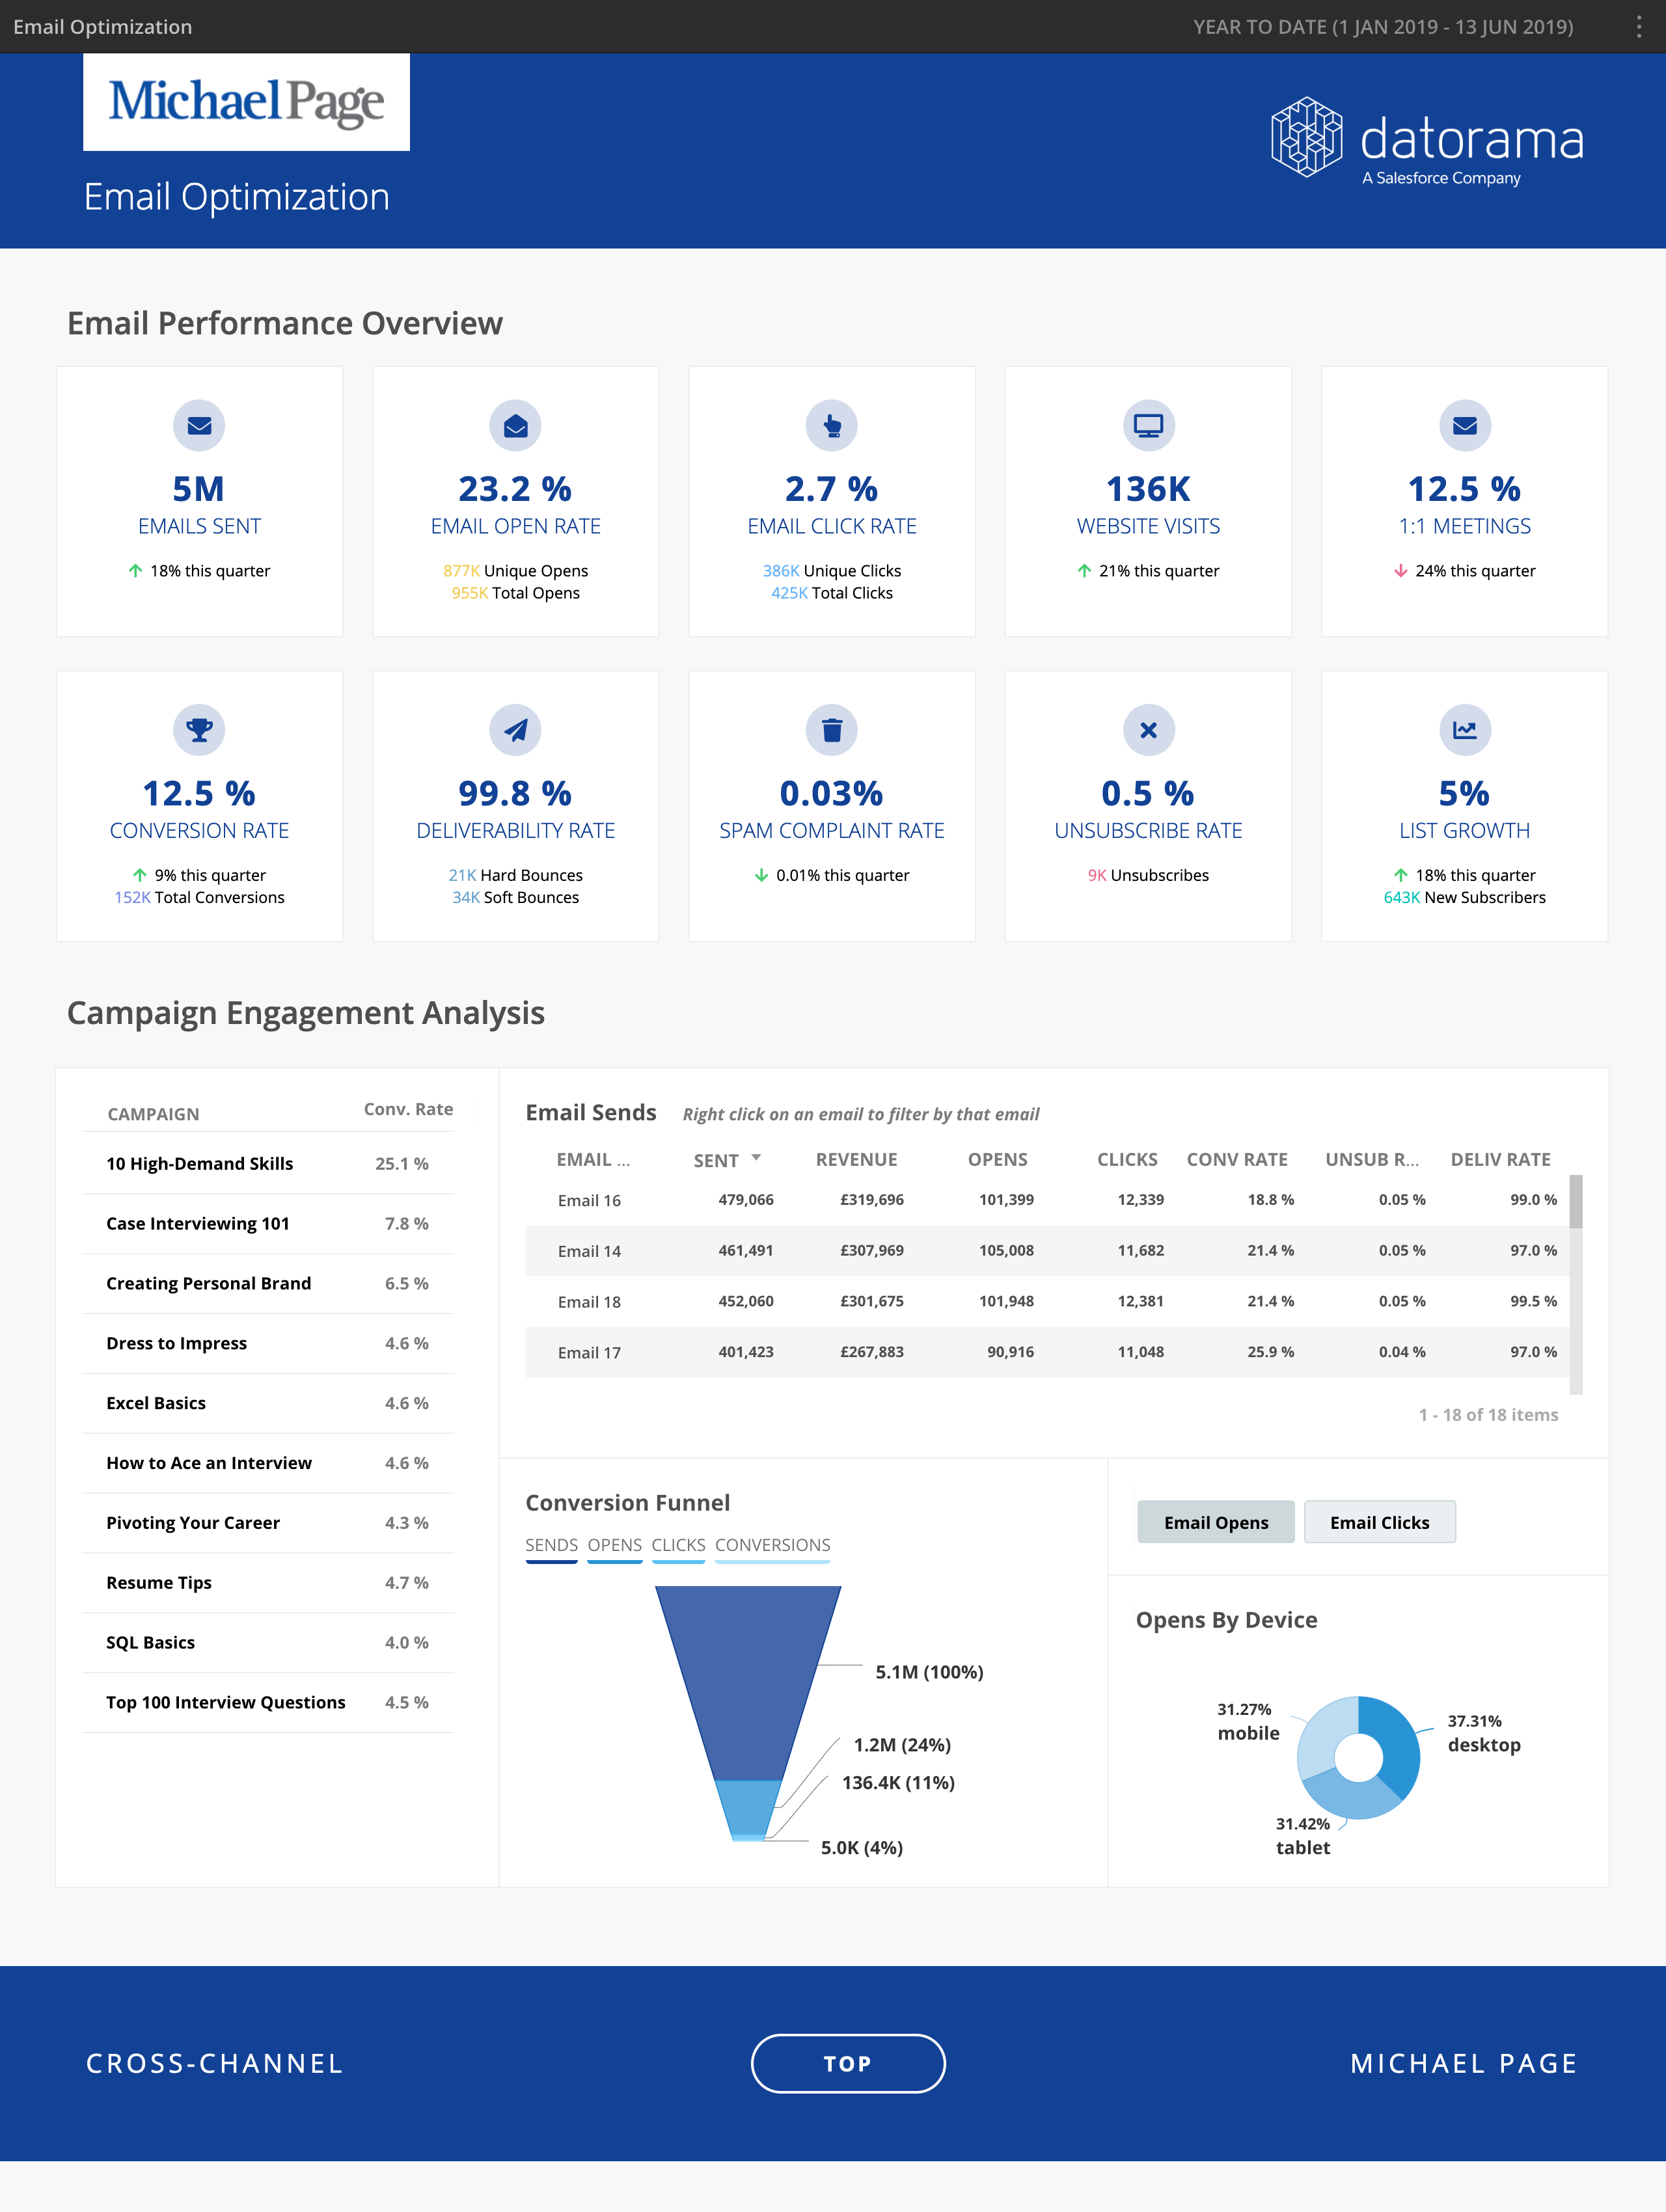 Email Optimization
YEAR TO DATE (1 JAN 2019 - 13 JUN 2019)
MichaelPage
Email Optimization
datorama
A Salesforce Company
Email Performance Overview
5M
EMAILS SENT
18% this quarter
23.2 %
EMAIL OPEN RATE
877K Unique Opens
955K Total Opens
2.7 %
EMAIL CLICK RATE
386K Unique Clicks
425K Total Clicks
136K
WEBSITE VISITS
21% this quarter
12.5 %
1:1 MEETINGS
24% this quarter
12.5 %
CONVERSION RATE
9% this quarter
152K Total Conversions
99.8 %
DELIVERABILITY RATE
21K Hard Bounces
34K Soft Bounces
0.03%
SPAM COMPLAINT RATE
0.01% this quarter
0.5 %
UNSUBSCRIBE RATE
9K Unsubscribes
5%
LIST GROWTH
18% this quarter
643K New Subscribers
Campaign Engagement Analysis
CAMPAIGN Conv. Rate
10 High-Demand Skills 25.1 %
Case Interviewing 101 7.8 %
Creating Personal Brand 6.5 %
Dress to Impress 4.6 %
Excel Basics 4.6 %
How to Ace an Interview 4.6 %
Pivoting Your Career 4.3 %
Resume Tips 4.7 %
SQL Basics 4.0 %
Top 100 Interview Questions 4.5 %
Email Sends Right click on an email to filter by that email
EMAIL ... SENT REVENUE OPENS CLICKS CONV RATE UNSUB R... DELIV RATE
Email 16 479,066 £319,696 101,399 12,339 18.8 % 0.05 % 99.0 %
Email 14 461,491 £307,969 105,008 11,682 21.4 % 0.05 % 97.0 %
Email 18 452,060 £301,675 101,948 12,381 21.4 % 0.05 % 99.5 %
Email 17 401,423 £267,883 90,916 11,048 25.9 % 0.04 % 97.0 %
1 - 18 of 18 items
Conversion Funnel
SENDS OPENS CLICKS CONVERSIONS
5.1M (100%)
1.2M (24%)
136.4K (11%)
5.0K (4%)
Email Opens Email Clicks
Opens By Device
31.27%
mobile
37.31%
desktop
31.42%
tablet
CROSS-CHANNEL
TOP
MICHAEL PAGE